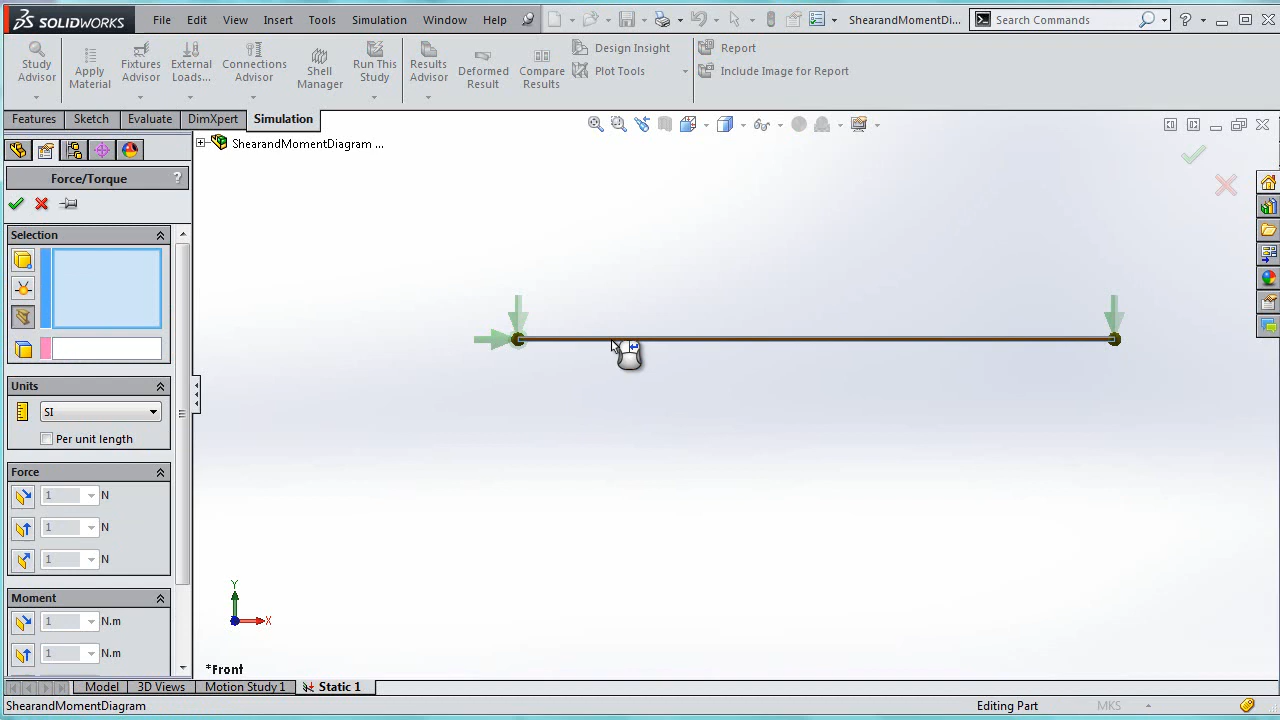 SOLIDWORKS File Edit View Insert Tools Simulation Help ShearandMomentDi... Search Commands ?
Study Advisor
Apply Material
Fixtures Advisor
External Loads...
Connections Advisor
Shell Manager
Run This Study
Results Advisor
Deformed Result
Compare Results
Design Insight
Plot Tools
Report
Include Image for Report
Features Sketch Evaluate DimXpert Simulation
ShearandMomentDiagram ...
Force/Torque ?
Selection
Units
SI
Per unit length
Force
1 N
1 N
1 N
Moment
1 N.m
1 N.m
Y
X
*Front
Model 3D Views Motion Study 1 Static 1
ShearandMomentDiagram Editing Part MKS